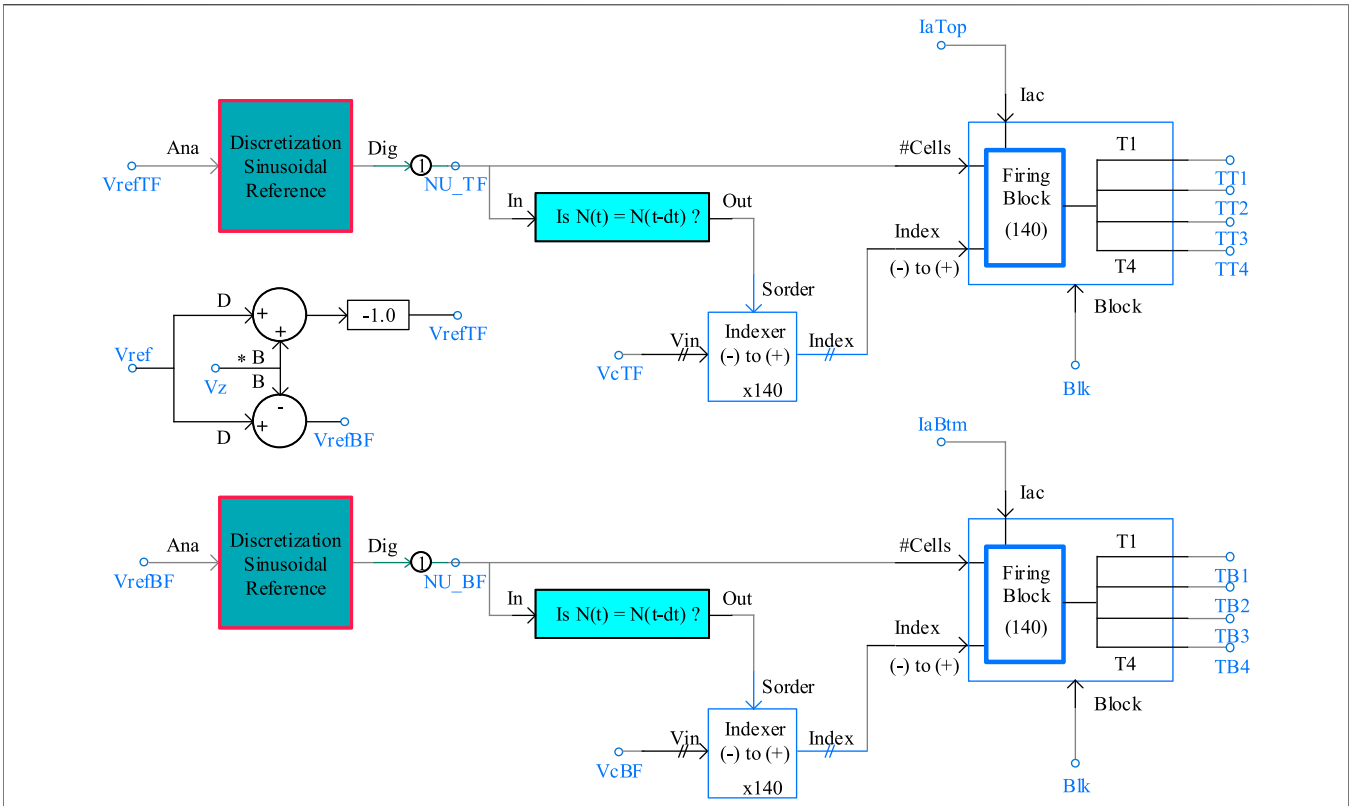 IaTop
Iac
Ana
Discretization
Sinusoidal
Reference
Dig
1
VrefTF
NU_TF
#Cells
Firing
Block
(140)
T1
TT1
TT2
TT3
TT4
T4
In
Is N(t) = N(t-dt) ?
Out
Index
(-) to (+)
Sorder
Block
Blk
Vin
Indexer
(-) to (+)
x140
Index
VcTF
D
+
+
-1.0
VrefTF
Vref
* B
Vz
B
-
+
D
VrefBF
IaBtm
Iac
Ana
Discretization
Sinusoidal
Reference
Dig
1
VrefBF
NU_BF
#Cells
Firing
Block
(140)
T1
TB1
TB2
TB3
TB4
T4
In
Is N(t) = N(t-dt) ?
Out
Index
(-) to (+)
Sorder
Block
Blk
Vin
Indexer
(-) to (+)
x140
Index
VcBF